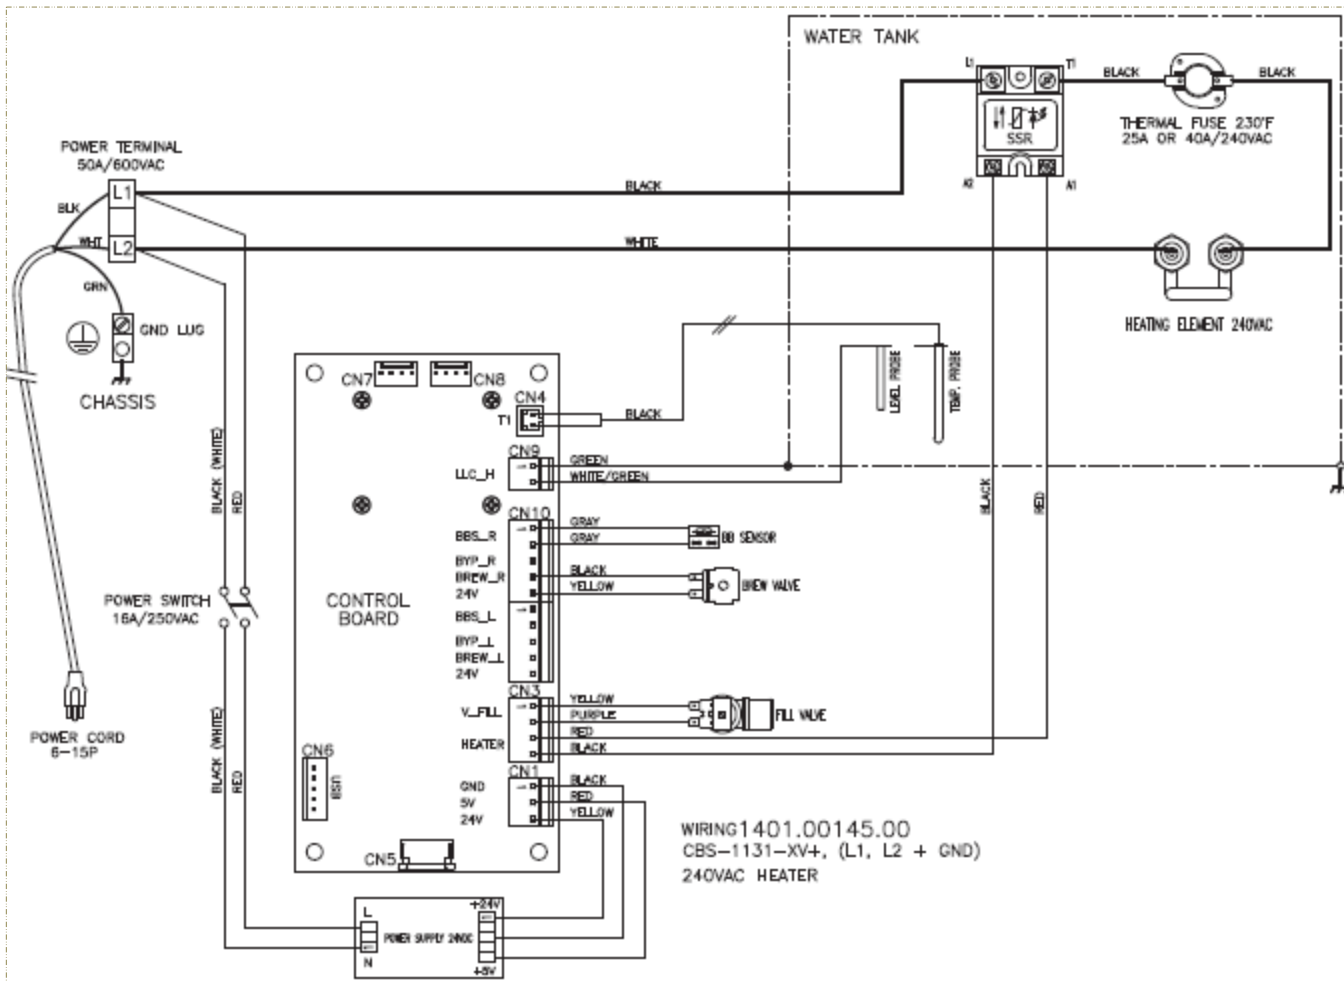 WATER TANK
L1
T1
BLACK
BLACK
SSR
THERMAL FUSE 230°F
25A OR 40A/240VAC
A2
A1
POWER TERMINAL
50A/600VAC
L1
BLACK
BLK
WHT
L2
WHITE
GRN
GND LUG
CHASSIS
HEATING ELEMENT 240VAC
LEVEL PROBE
TEMP. PROBE
CN7
CN8
CN4
T1
BLACK
CN9
LLC_H
GREEN
WHITE/GREEN
BLACK (WHITE)
RED
BLACK
RED
CN10
BBS_R
GRAY
GRAY
BB SENSOR
BYP_R
BREW_R
BLACK
24V
YELLOW
BREW VALVE
POWER SWITCH
16A/250VAC
CONTROL
BOARD
BBS_L
BYP_L
BREW_L
24V
CN3
V_FILL
YELLOW
PURPLE
FILL VALVE
HEATER
RED
BLACK
POWER CORD
6-15P
BLACK (WHITE)
RED
CN6
USB
CN1
GND
BLACK
5V
RED
24V
YELLOW
CN5
WIRING 1401.00145.00
CBS-1131-XV+, (L1, L2 + GND)
240VAC HEATER
L
+24V
POWER SUPPLY 24VDC
N
+5V